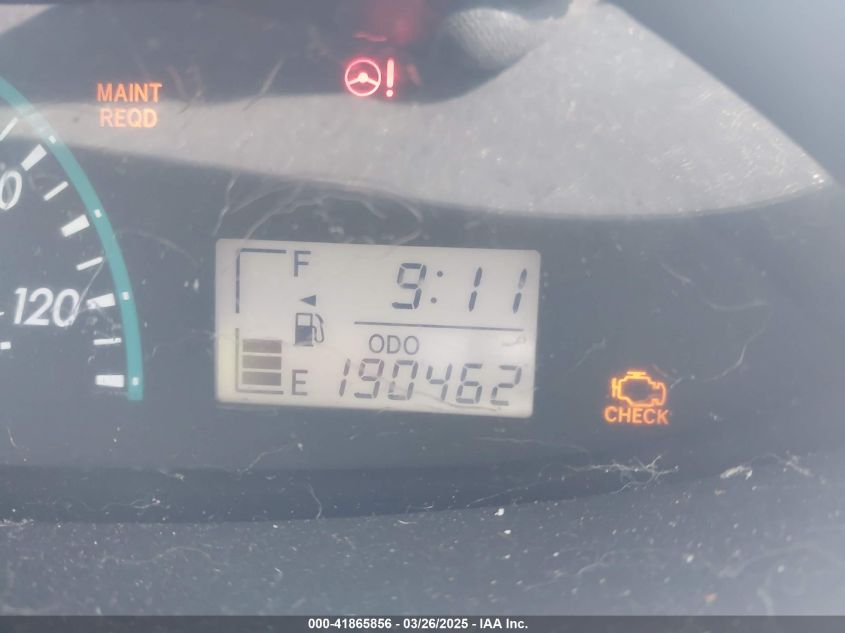 MAINT
REQD
!
0
120
F
9:11
ODO
E
190462
CHECK
000-41865856 - 03/26/2025 - IAA Inc.